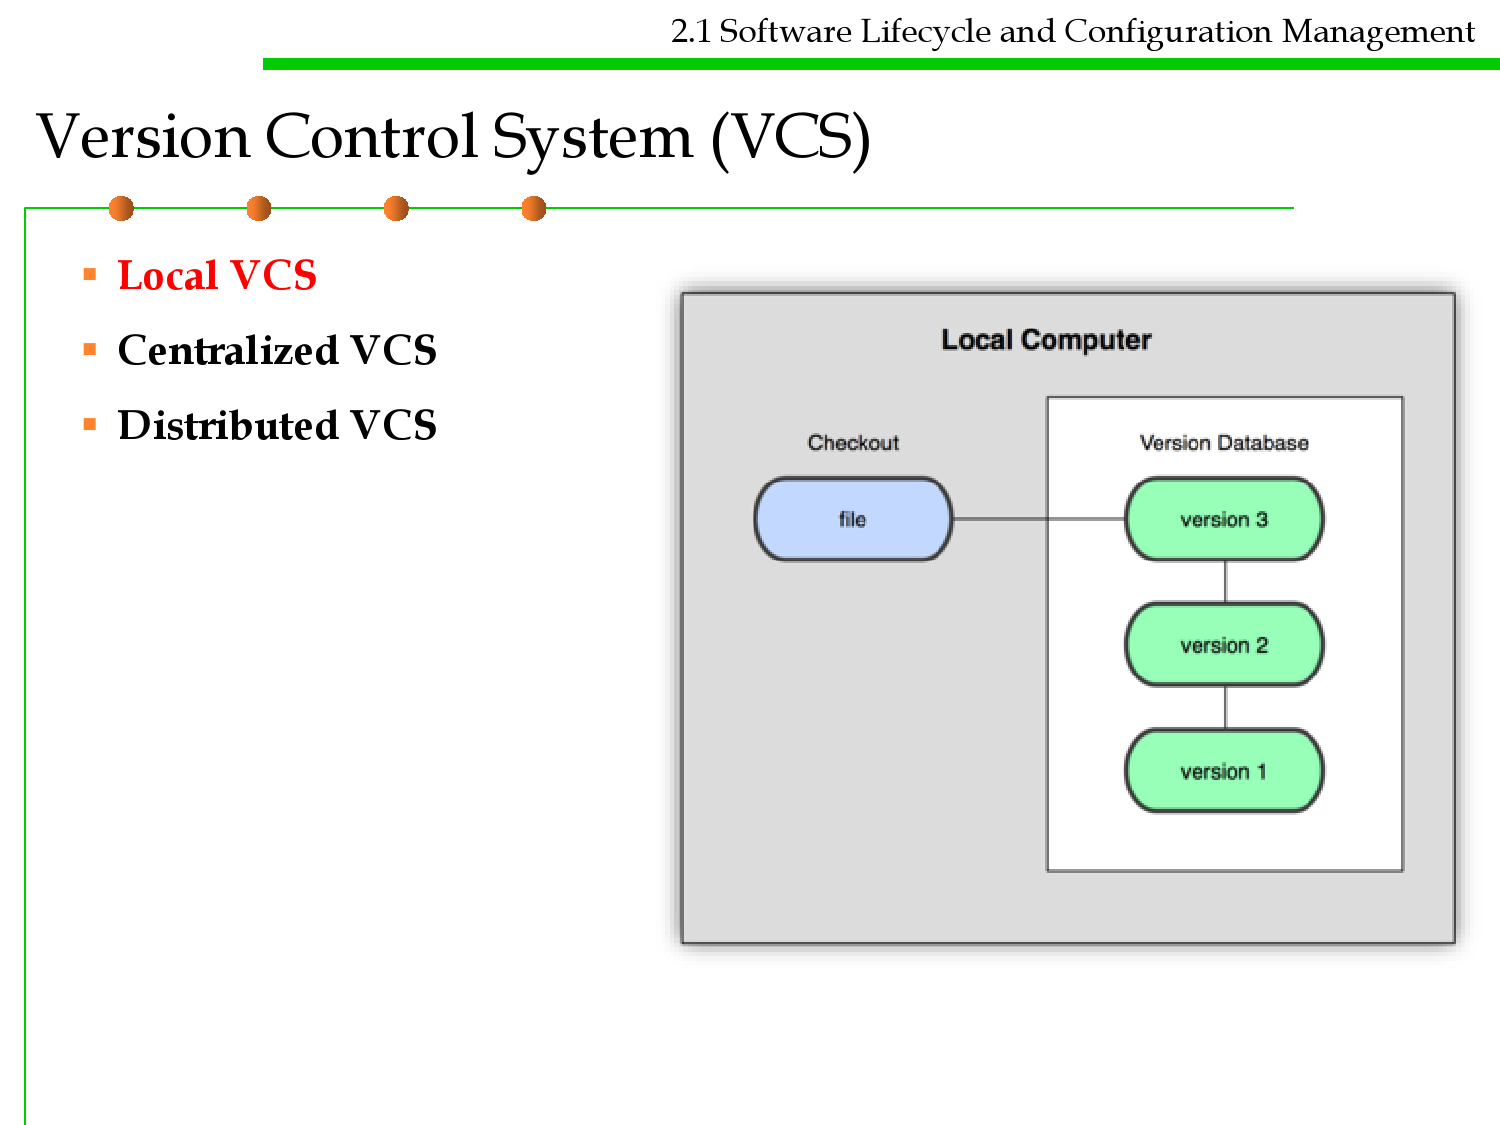 2.1 Software Lifecycle and Configuration Management
Version Control System (VCS)
Local VCS
Centralized VCS
Distributed VCS
Local Computer
Checkout
Version Database
file
version 3
version 2
version 1